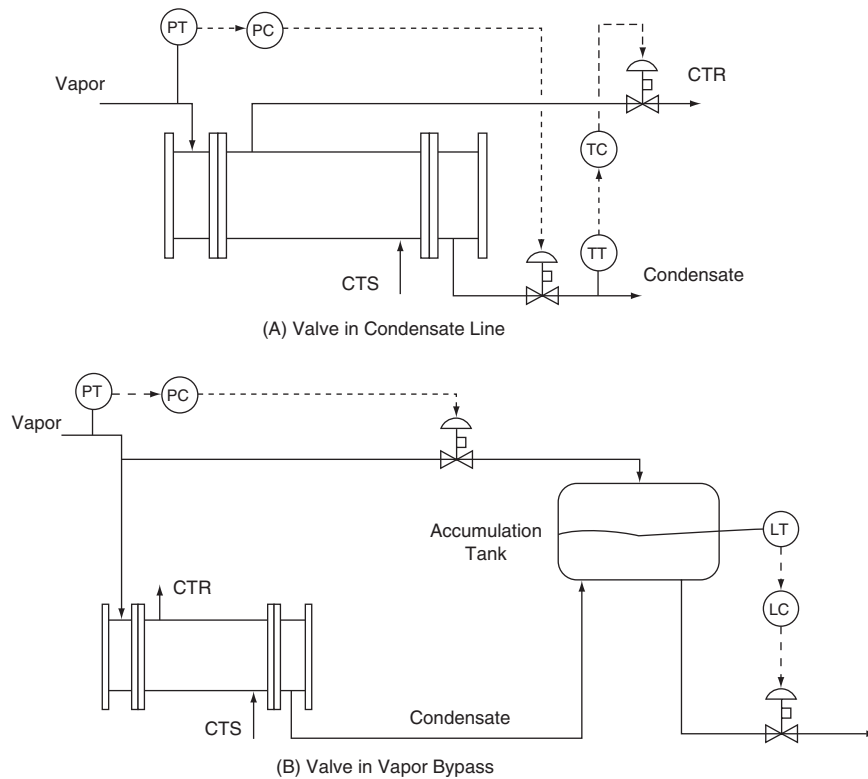 PT
PC
Vapor
CTR
TC
TT
CTS
Condensate
(A) Valve in Condensate Line
PT
PC
Vapor
Accumulation
Tank
LT
CTR
LC
CTS
Condensate
(B) Valve in Vapor Bypass